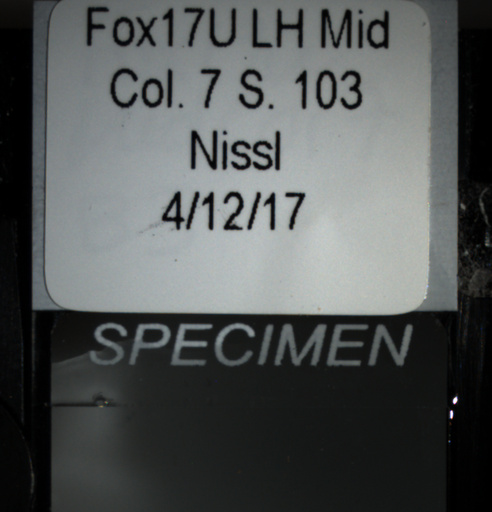 Fox17U LH Mid
Col. 7 S. 103
Nissl
4/12/17
SPECIMEN